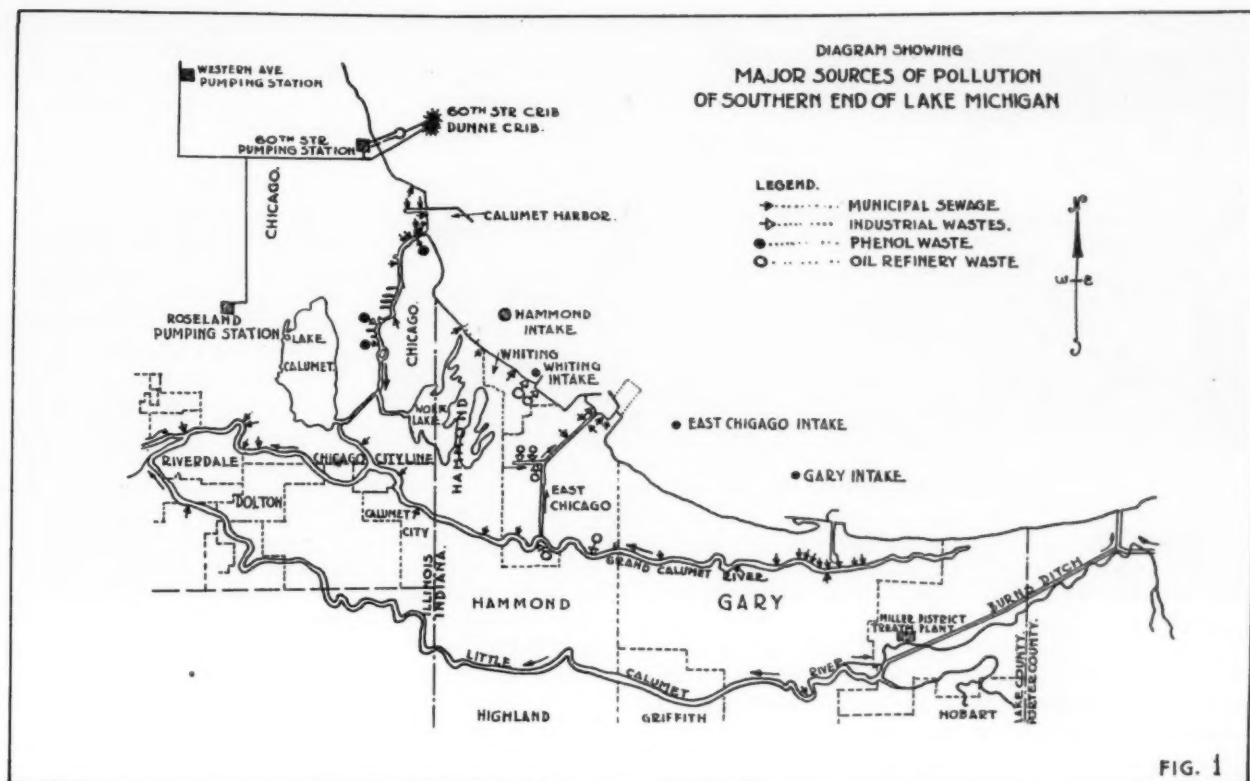 DIAGRAM SHOWING
MAJOR SOURCES OF POLLUTION
OF SOUTHERN END OF LAKE MICHIGAN
WESTERN AVE
PUMPING STATION
60TH STR CRIB
DUNNE CRIB.
60TH STR
PUMPING STATION
CHICAGO.
CALUMET HARBOR.
LEGEND.
MUNICIPAL SEWAGE.
INDUSTRIAL WASTES.
PHENOL WASTE.
OIL REFINERY WASTE
N
W E
S
ROSELAND
PUMPING STATION
LAKE
CALUMET
CHICAGO.
HAMMOND
INTAKE
WHITING
WHITING
INTAKE
WOLF
LAKE
HAMMOND
EAST CHIGAGO INTAKE
GARY INTAKE
RIVERDALE
CHICAGO CITY LINE
DOLTON
CALUMET
CITY
EAST
CHICAGO
GRAND CALUMET
RIVER
ILLINOIS
INDIANA.
HAMMOND
GARY
BURNS DITCH
MILLER DISTRICT
TREATM. PLANT
LITTLE
CALUMET
RIVER
HIGHLAND
GRIFFITH
HOBART
LAKE COUNTY.
PORTER COUNTY.
FIG. 1